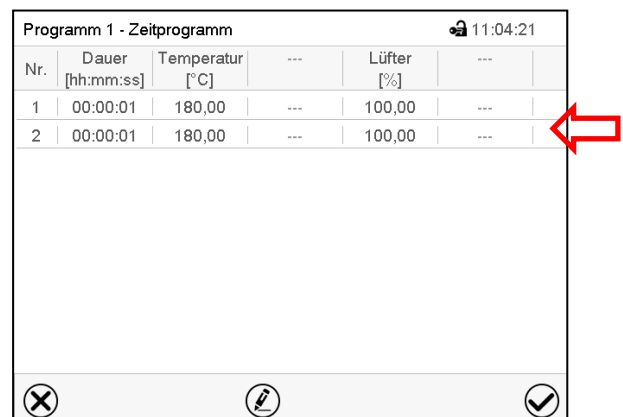 Programm 1 - Zeitprogramm 11:04:21
Nr. Dauer [hh:mm:ss] Temperatur [°C] --- Lüfter [%] ---
1 00:00:01 180,00 --- 100,00 ---
2 00:00:01 180,00 --- 100,00 ---